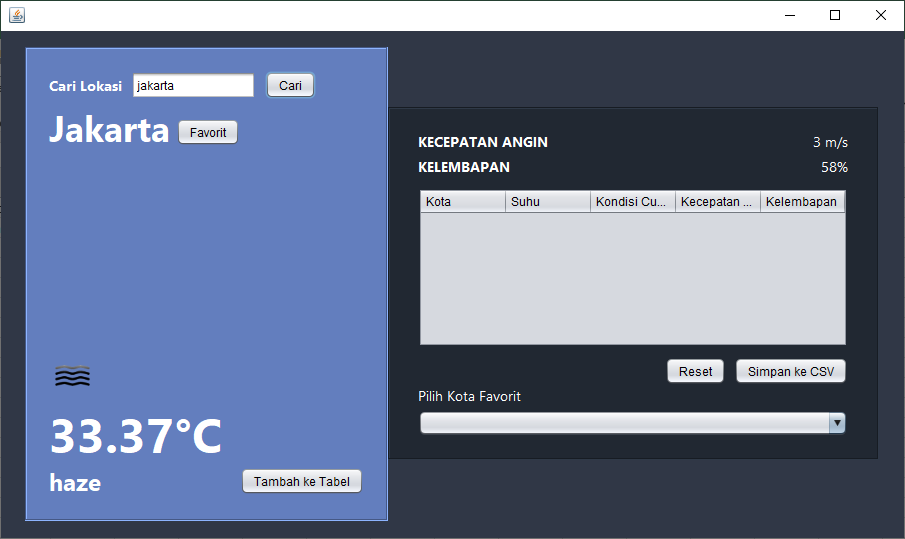 Cari Lokasi jakarta Cari
Jakarta Favorit
33.37°C
haze Tambah ke Tabel
KECEPATAN ANGIN 3 m/s
KELEMBAPAN 58%
Kota Suhu Kondisi Cu... Kecepatan ... Kelembapan
Reset Simpan ke CSV
Pilih Kota Favorit